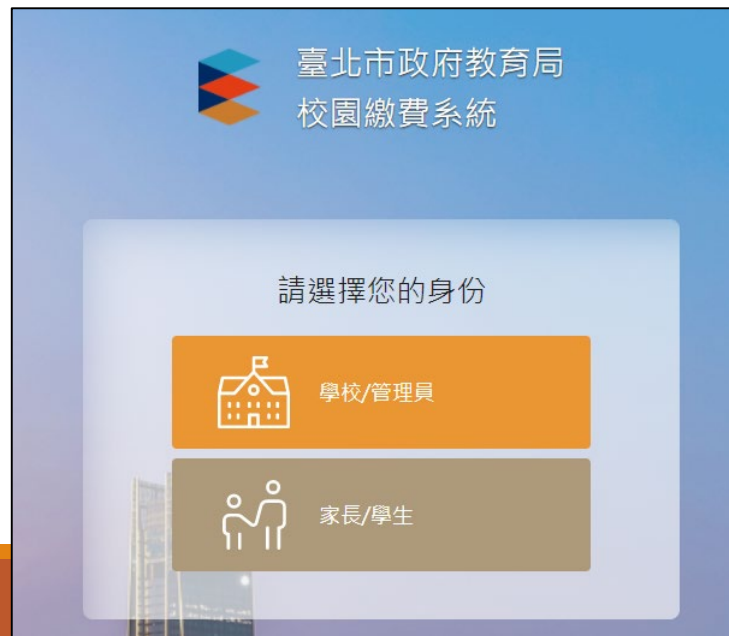 臺北市政府教育局
校園繳費系統
請選擇您的身份
學校/管理員
家長/學生